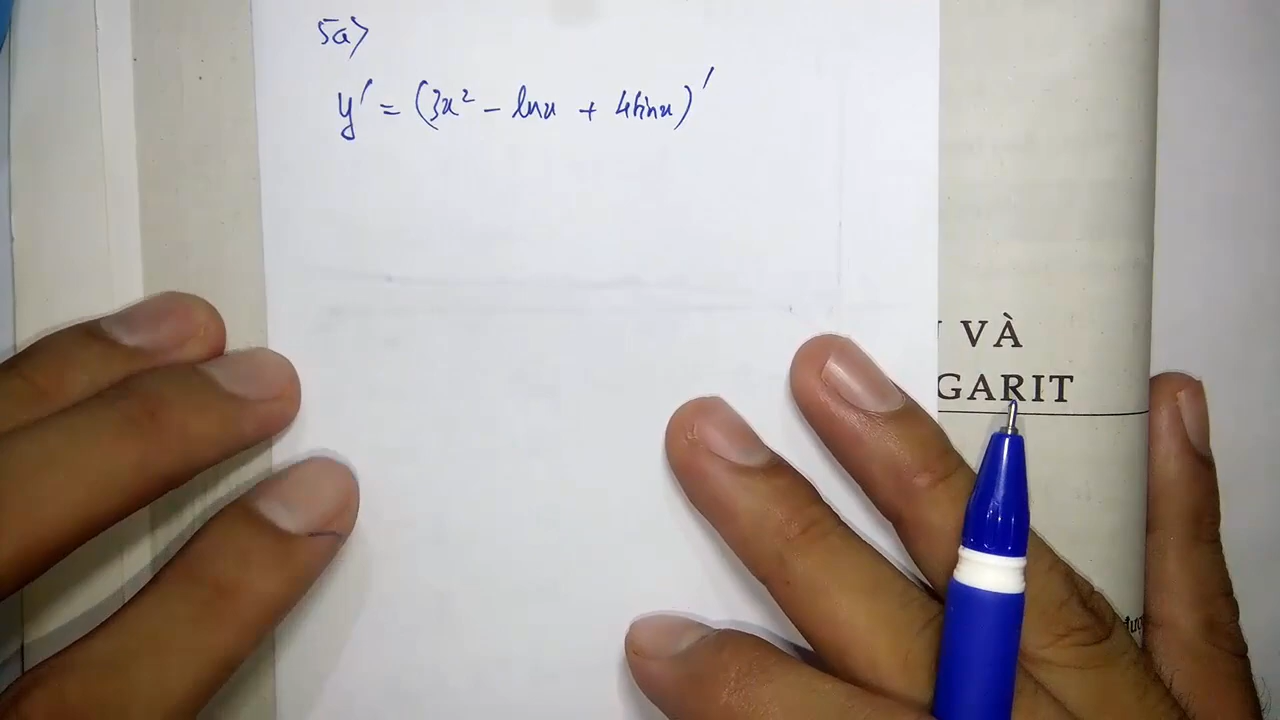 5a>
y' = (3x² - lnx + 4sinx)'
VÀ
GARIT